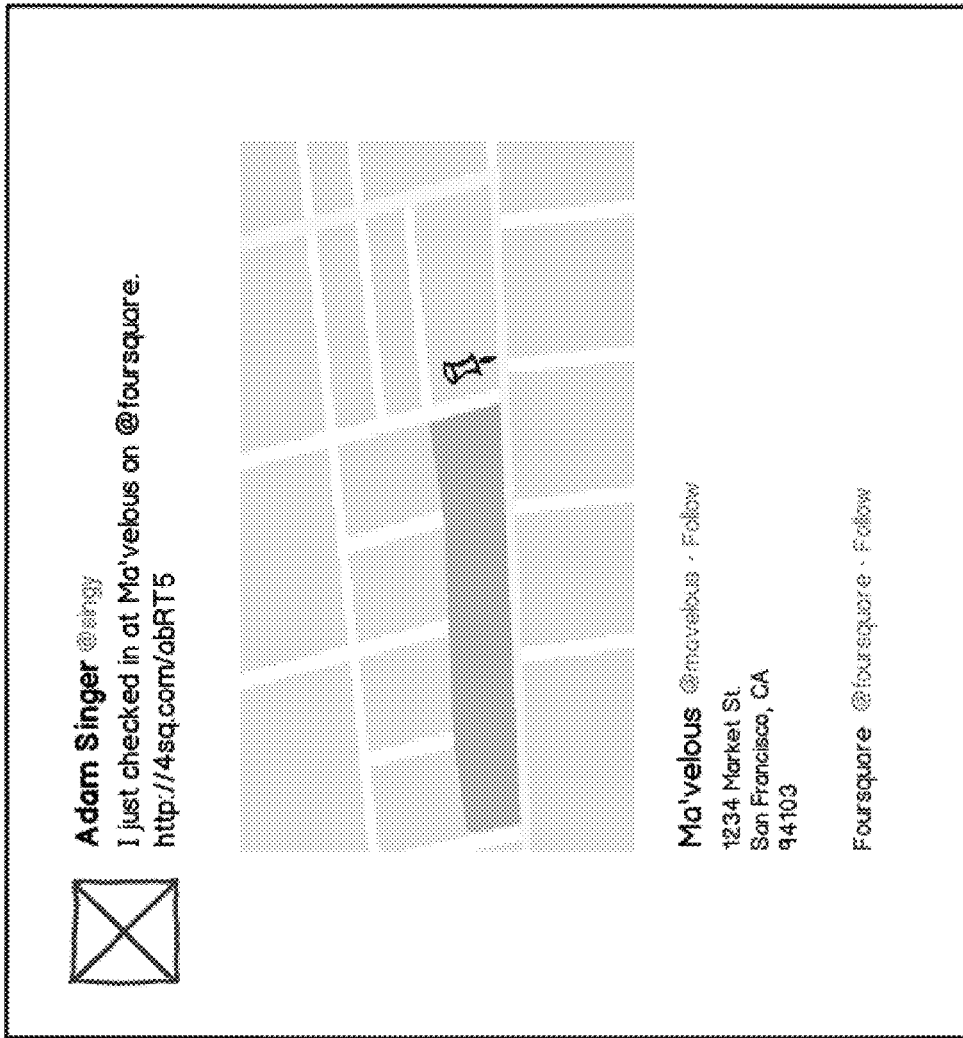 Adam Singer @singy
I just checked in at Ma'velous on @foursquare.
http://4sq.com/abRT5
Ma'velous @mavelous · Follow
1234 Market St.
San Francisco, CA
94103
Foursquare @foursquare · Follow